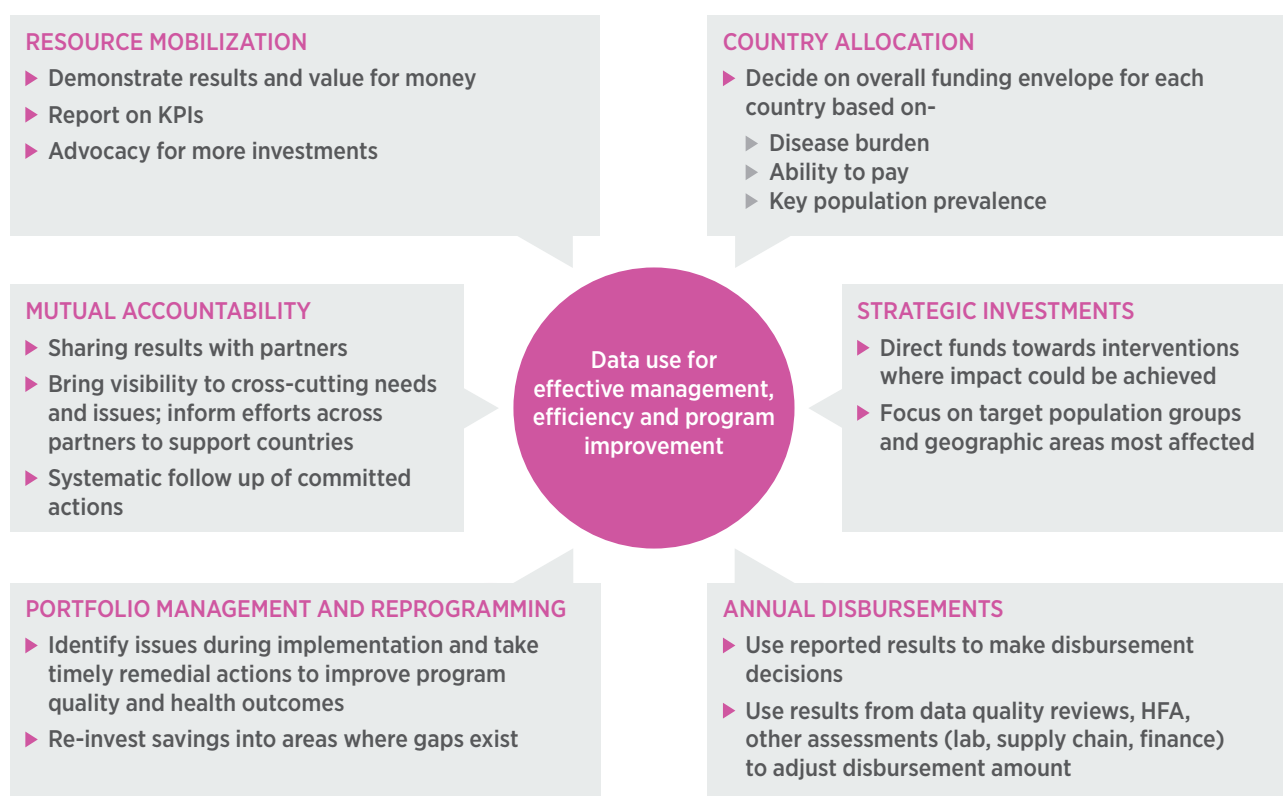 RESOURCE MOBILIZATION
Demonstrate results and value for money
Report on KPIs
Advocacy for more investments
COUNTRY ALLOCATION
Decide on overall funding envelope for each
country based on-
Disease burden
Ability to pay
Key population prevalence
MUTUAL ACCOUNTABILITY
Sharing results with partners
Bring visibility to cross-cutting needs
and issues; inform efforts across
partners to support countries
Systematic follow up of committed
actions
Data use for
effective management,
efficiency and program
improvement
STRATEGIC INVESTMENTS
Direct funds towards interventions
where impact could be achieved
Focus on target population groups
and geographic areas most affected
PORTFOLIO MANAGEMENT AND REPROGRAMMING
Identify issues during implementation and take
timely remedial actions to improve program
quality and health outcomes
Re-invest savings into areas where gaps exist
ANNUAL DISBURSEMENTS
Use reported results to make disbursement
decisions
Use results from data quality reviews, HFA,
other assessments (lab, supply chain, finance)
to adjust disbursement amount